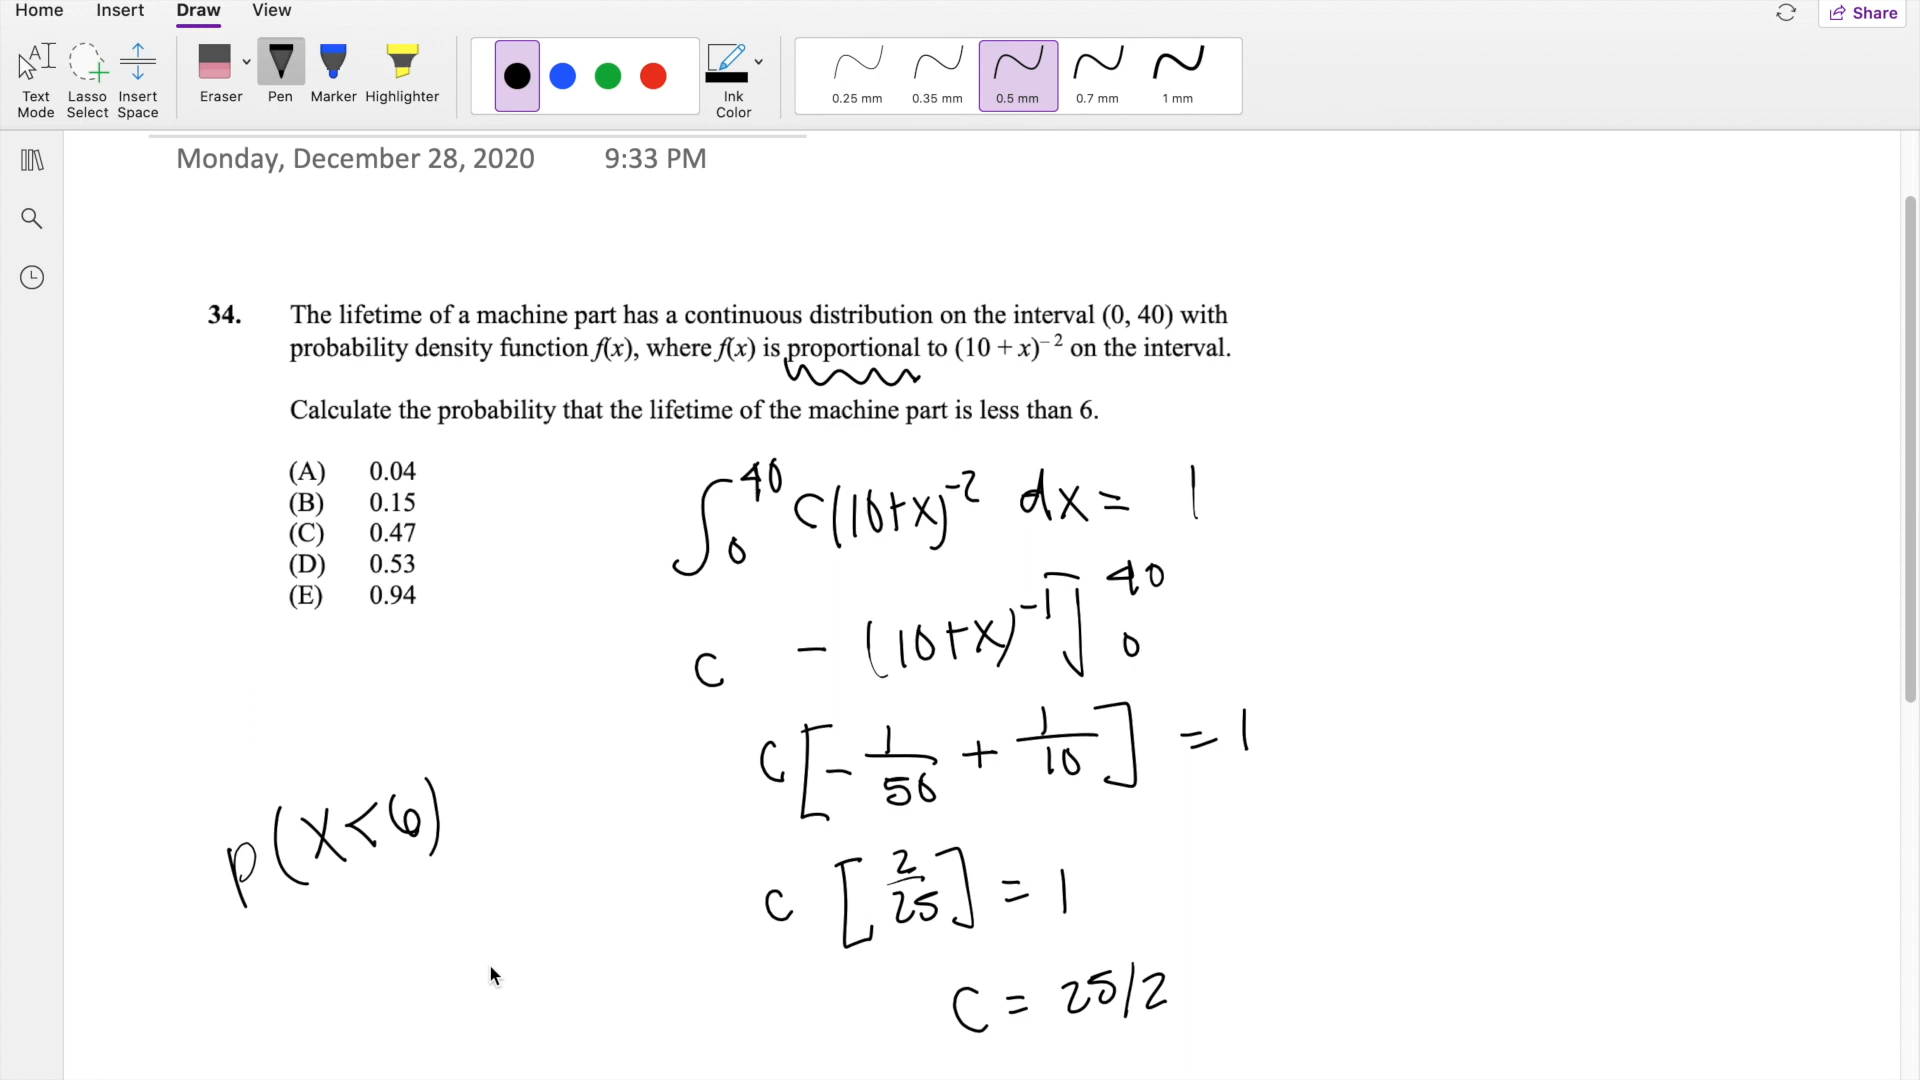 Home Insert Draw View Share
Text Mode Lasso Select Insert Space Eraser Pen Marker Highlighter Ink Color 0.25 mm 0.35 mm 0.5 mm 0.7 mm 1 mm
Monday, December 28, 2020 9:33 PM
34. The lifetime of a machine part has a continuous distribution on the interval (0, 40) with
probability density function f(x), where f(x) is proportional to (10 + x)⁻² on the interval.
Calculate the probability that the lifetime of the machine part is less than 6.
(A) 0.04
(B) 0.15
(C) 0.47
(D) 0.53
(E) 0.94
∫₀⁴⁰ C(10+x)⁻² dx = 1
C - (10+x)⁻¹]₀⁴⁰
C[-1/50 + 1/10] = 1
C[2/25] = 1
C = 25/2
p(X<6)